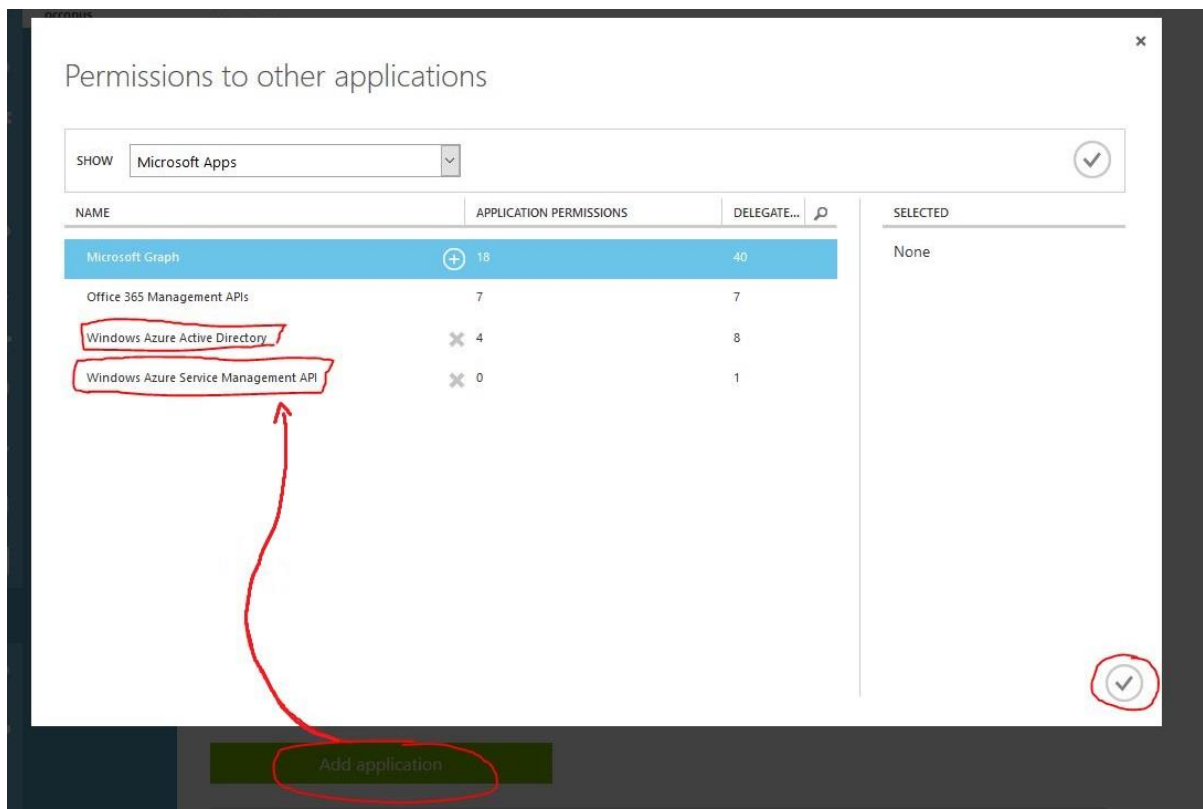 Permissions to other applications
SHOW Microsoft Apps
NAME APPLICATION PERMISSIONS DELEGATE... SELECTED
Microsoft Graph 18 40 None
Office 365 Management APIs 7 7
Windows Azure Active Directory 4 8
Windows Azure Service Management API 0 1
Add application